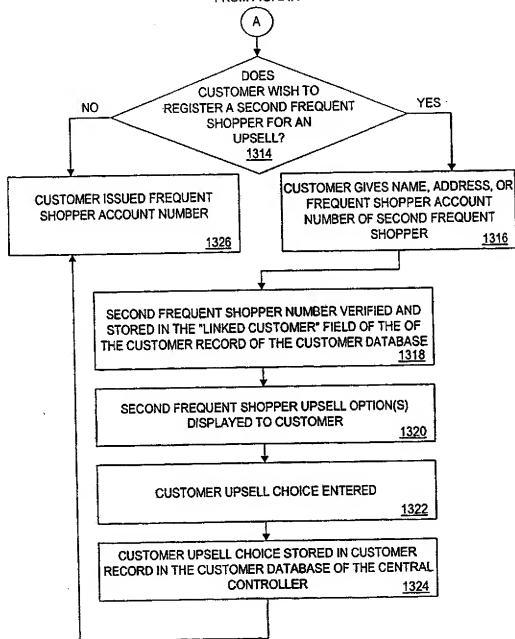 A
DOES
CUSTOMER WISH TO
REGISTER A SECOND FREQUENT
SHOPPER FOR AN
UPSELL?
1314
NO
YES
CUSTOMER ISSUED FREQUENT
SHOPPER ACCOUNT NUMBER
1326
CUSTOMER GIVES NAME, ADDRESS, OR
FREQUENT SHOPPER ACCOUNT
NUMBER OF SECOND FREQUENT
SHOPPER
1316
SECOND FREQUENT SHOPPER NUMBER VERIFIED AND
STORED IN THE "LINKED CUSTOMER" FIELD OF THE OF
THE CUSTOMER RECORD OF THE CUSTOMER DATABASE
1318
SECOND FREQUENT SHOPPER UPSELL OPTION(S)
DISPLAYED TO CUSTOMER
1320
CUSTOMER UPSELL CHOICE ENTERED
1322
CUSTOMER UPSELL CHOICE STORED IN CUSTOMER
RECORD IN THE CUSTOMER DATABASE OF THE CENTRAL
CONTROLLER
1324